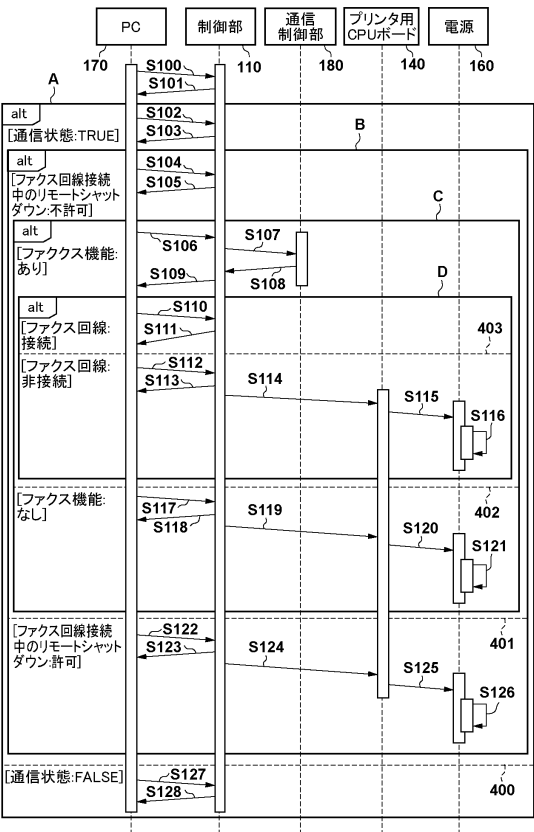 PC
制御部
通信
制御部
プリンタ用
CPUボード
電源
170
110
180
140
160
S100
S101
A
alt
[通信状態:TRUE]
S102
S103
B
alt
[ファクス回線接続
中のリモートシャット
ダウン:不許可]
S104
S105
C
alt
[ファククス機能:
あり]
S106
S107
S108
S109
D
alt
[ファクス回線:
接続]
S110
S111
403
[ファクス回線:
非接続]
S112
S113
S114
S115
S116
402
[ファクス機能:
なし]
S117
S118
S119
S120
S121
401
[ファクス回線接続
中のリモートシャット
ダウン:許可]
S122
S123
S124
S125
S126
400
[通信状態:FALSE]
S127
S128